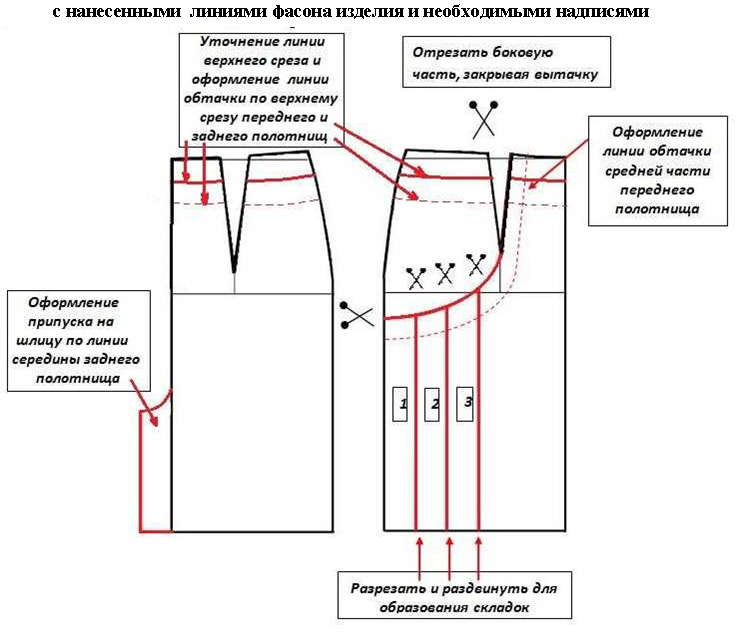 с нанесенными линиями фасона изделия и необходимыми надписями
Уточнение линии
верхнего среза и
оформление линии
обтачки по верхнему
срезу переднего и
заднего полотнищ
Отрезать боковую
часть, закрывая вытачку
Оформление
линии обтачки
средней части
переднего
полотнища
Оформление
припуска на
шлицу по линии
середины заднего
полотнища
1
2
3
Разрезать и раздвинуть для
образования складок